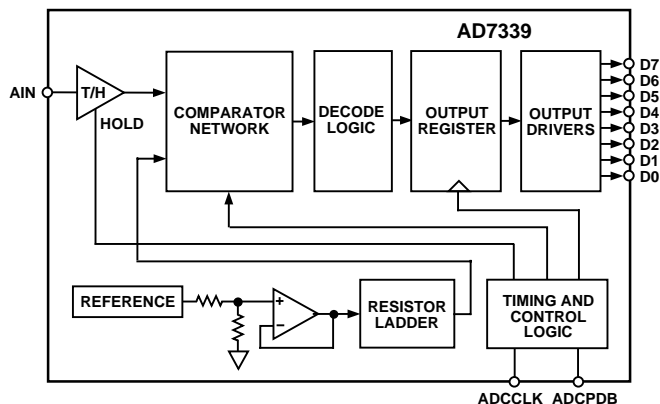 AD7339
AIN
T/H
HOLD
COMPARATOR
NETWORK
DECODE
LOGIC
OUTPUT
REGISTER
OUTPUT
DRIVERS
D7
D6
D5
D4
D3
D2
D1
D0
REFERENCE
+
−
RESISTOR
LADDER
TIMING AND
CONTROL
LOGIC
ADCCLK
ADCPDB